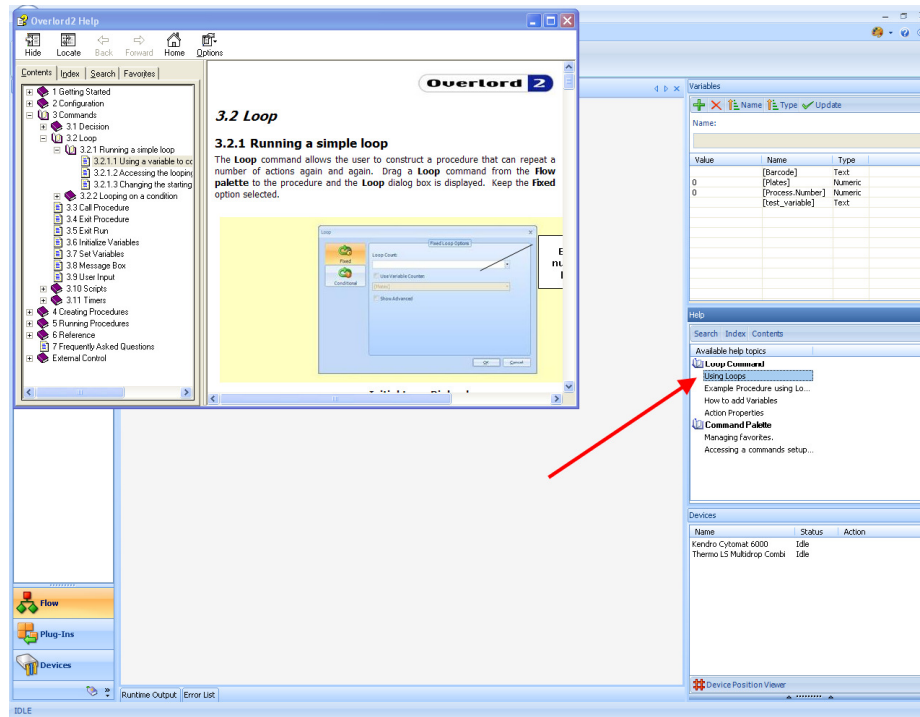 Overlord2 Help
Hide Locate Back Forward Home Options
Contents Index Search Favorites
1 Getting Started
2 Configuration
3 Commands
3.1 Decision
3.2 Loop
3.2.1 Running a simple loop
3.2.1.1 Using a variable to cc
3.2.1.2 Accessing the looping
3.2.1.3 Changing the starting
3.2.2 Looping on a condition
3.3 Call Procedure
3.4 Exit Procedure
3.5 Exit Run
3.6 Initialize Variables
3.7 Set Variables
3.8 Message Box
3.9 User Input
3.10 Scripts
3.11 Timers
4 Creating Procedures
5 Running Procedures
6 Reference
7 Frequently Asked Questions
External Control
Overlord 2
3.2 Loop
3.2.1 Running a simple loop
The Loop command allows the user to construct a procedure that can repeat a
number of actions again and again. Drag a Loop command from the Flow
palette to the procedure and the Loop dialog box is displayed. Keep the Fixed
option selected.
Loop
Fixed
Conditional
Fixed Loop Options
Loop Count:
Use Variable Counter:
[Plates]
Show Advanced
OK Cancel
Variables
Name Type Update
Name:
Value Name Type
[Barcode] Text
0 [Plates] Numeric
0 [Process.Number] Numeric
[test_variable] Text
Help
Search Index Contents
Available help topics
Loop Command
Using Loops
Example Procedure using Lo...
How to add Variables
Action Properties
Command Palette
Managing favorites.
Accessing a commands setup...
Devices
Name Status Action
Kendro Cytomat 6000 Idle
Thermo LS Multidrop Combi Idle
Device Position Viewer
Flow
Plug-Ins
Devices
Runtime Output Error List
IDLE